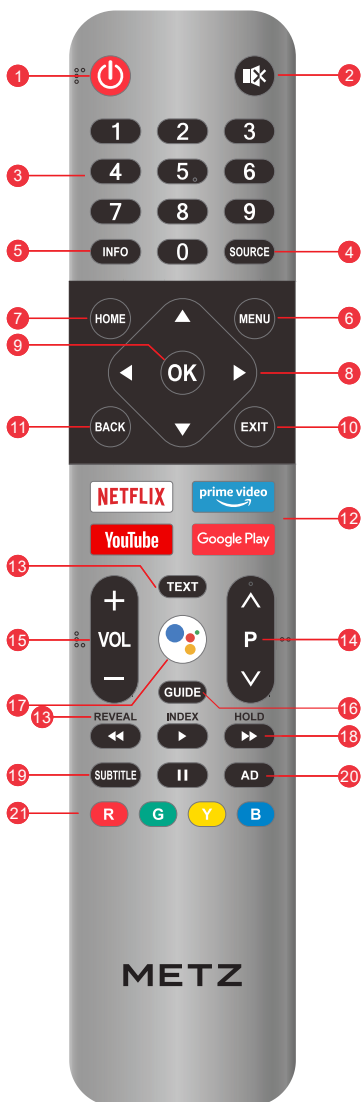 1 2
1 2 3
3 4 5 6
7 8 9
5 INFO 0 SOURCE 4
7 HOME MENU 6
9 OK 8
11 BACK EXIT 10
NETFLIX prime video
12
YouTube Google Play
13 TEXT
+
15 VOL P 14
−
17 GUIDE 16
13 REVEAL INDEX HOLD
18
19 SUBTITLE AD 20
21 R G Y B
METZ